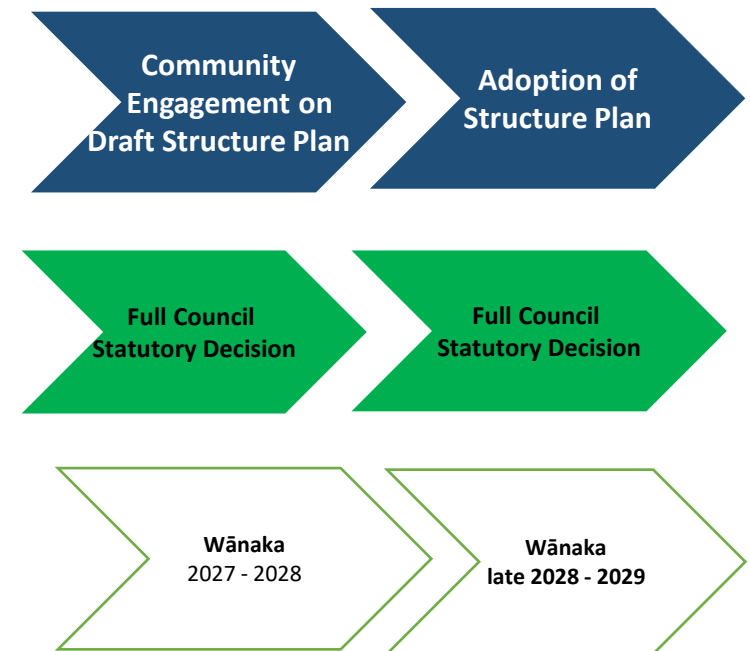 Community
Engagement on
Draft Structure Plan
Adoption of
Structure Plan
Full Council
Statutory Decision
Full Council
Statutory Decision
Wānaka
2027 - 2028
Wānaka
late 2028 - 2029